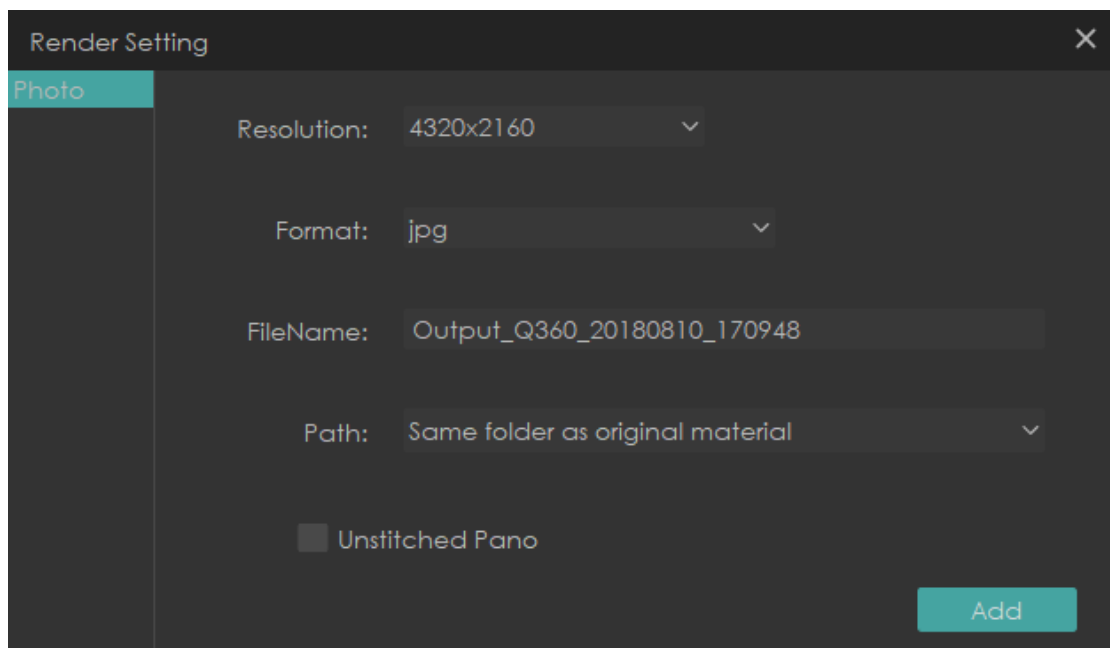 Render Setting
Photo
Resolution: 4320x2160
Format: jpg
FileName: Output_Q360_20180810_170948
Path: Same folder as original material
Unstitched Pano
Add